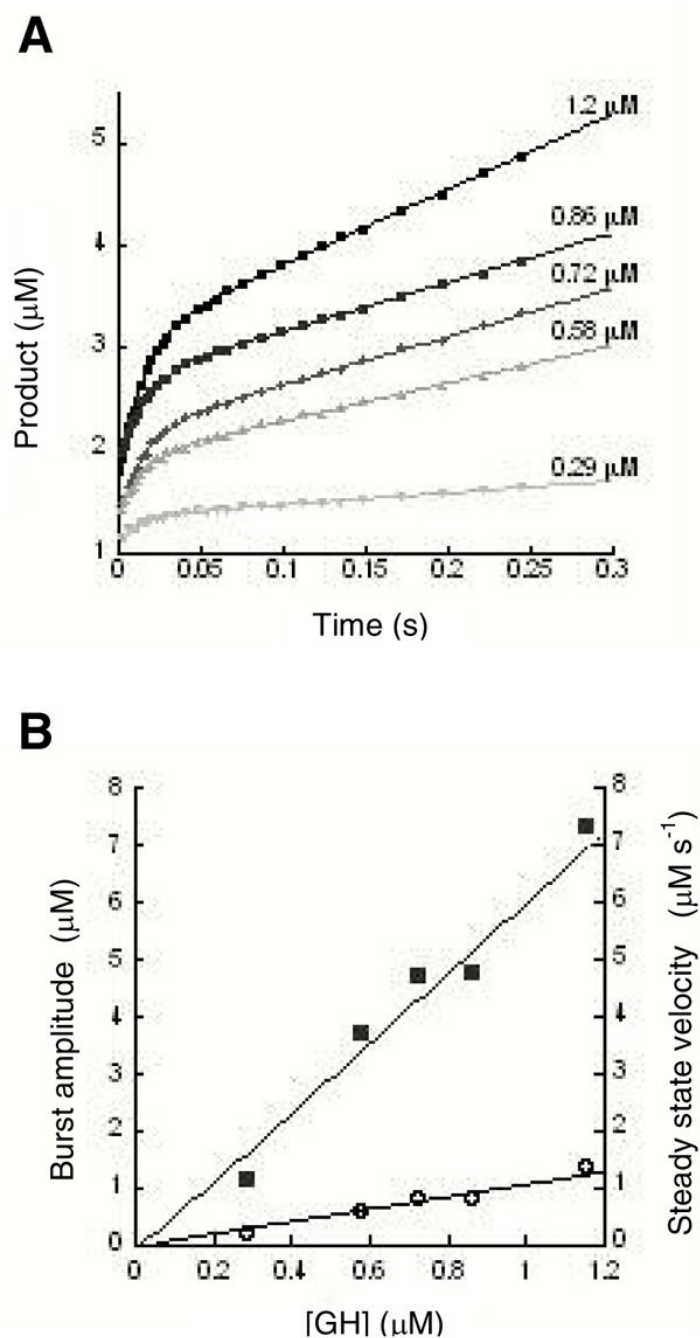 A
1.2 μM
5
0.86 μM
4
0.72 μM
0.58 μM
3
2
0.29 μM
1
0 0.05 0.1 0.15 0.2 0.25 0.3
Product (μM)
Time (s)
B
8 8
7 7
6 6
5 5
4 4
3 3
2 2
1 1
0 0
0 0.2 0.4 0.6 0.8 1 1.2
Burst amplitude (μM)
Steady state velocity (μM s⁻¹)
[GH] (μM)